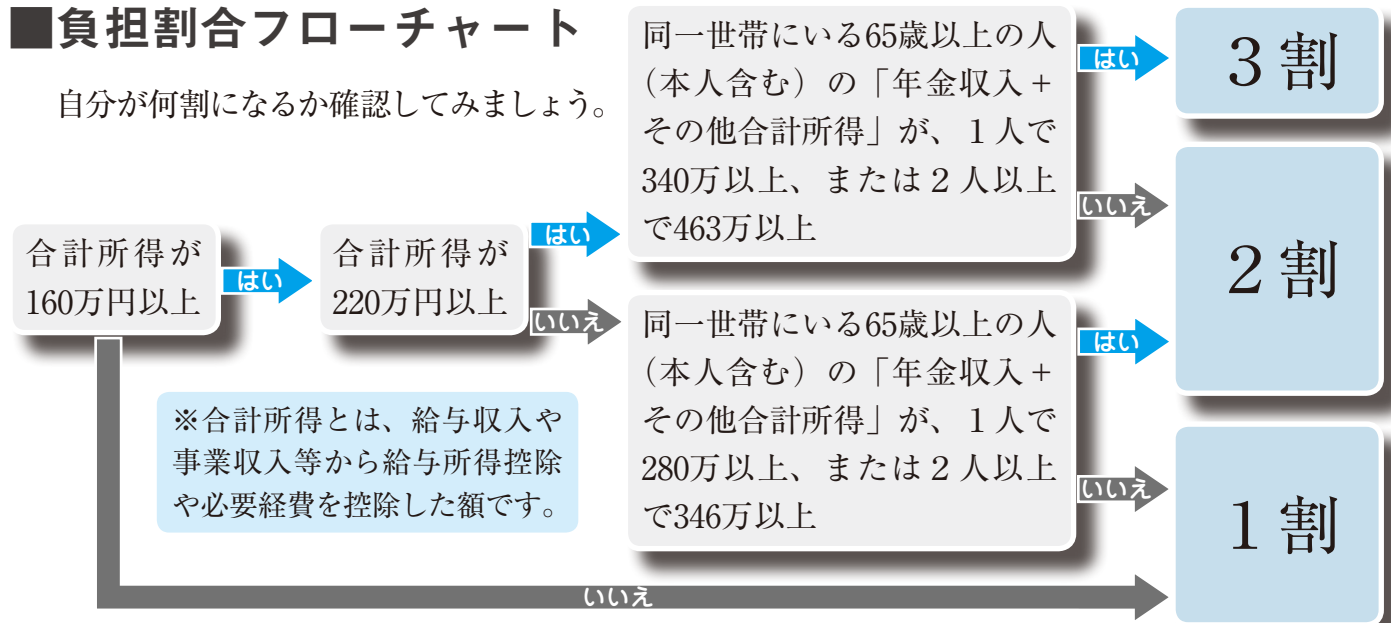 ■負担割合フローチャート
自分が何割になるか確認してみましょう。
合計所得が
160万円以上
はい
いいえ
合計所得が
220万円以上
はい
いいえ
同一世帯にいる65歳以上の人
（本人含む）の「年金収入＋
その他合計所得」が、１人で
340万以上、または２人以上
で463万以上
はい
いいえ
同一世帯にいる65歳以上の人
（本人含む）の「年金収入＋
その他合計所得」が、１人で
280万以上、または２人以上
で346万以上
はい
いいえ
３割
２割
１割
※合計所得とは、給与収入や
事業収入等から給与所得控除
や必要経費を控除した額です。